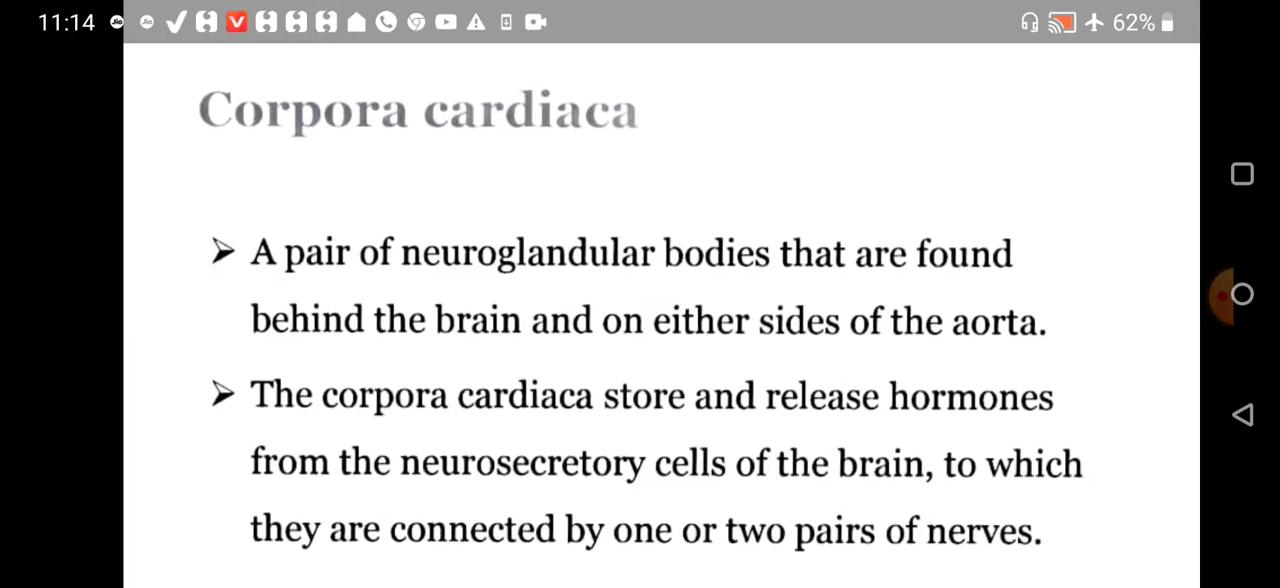 11:14 62%
Corpora cardiaca
➢ A pair of neuroglandular bodies that are found
behind the brain and on either sides of the aorta.
➢ The corpora cardiaca store and release hormones
from the neurosecretory cells of the brain, to which
they are connected by one or two pairs of nerves.